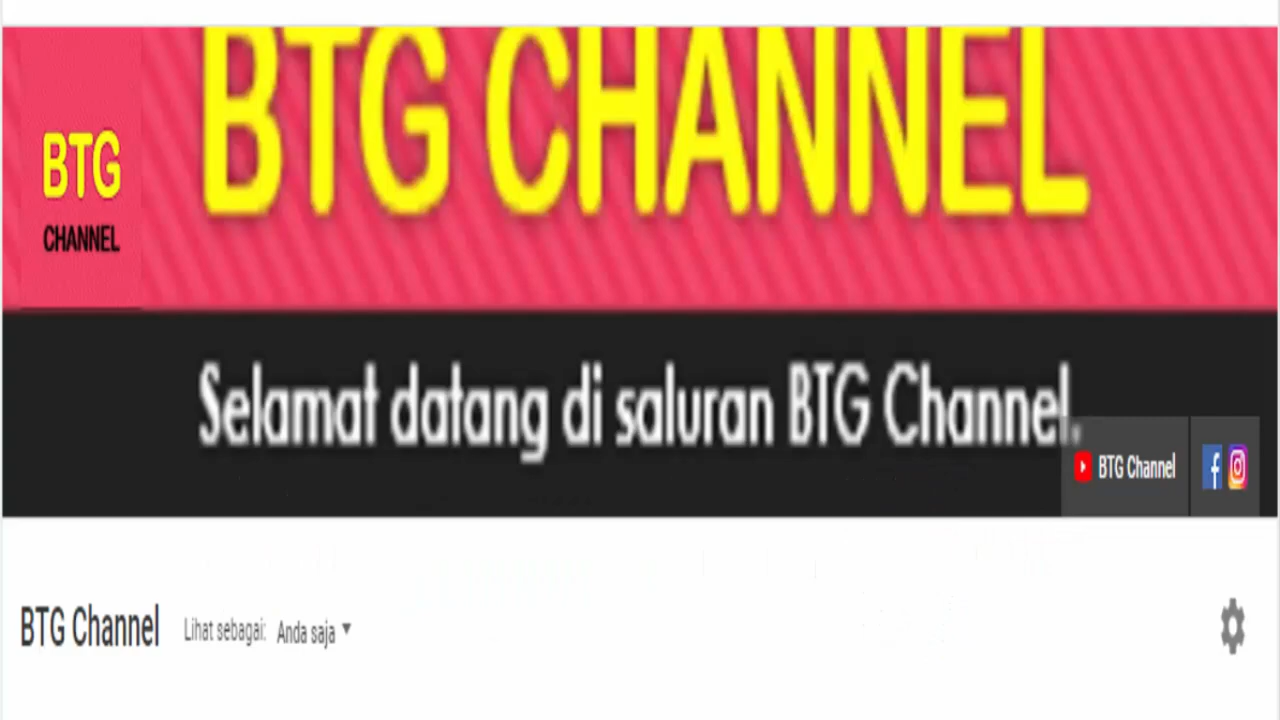 BTG CHANNEL
BTG
CHANNEL
Selamat datang di saluran BTG Channel.
BTG Channel
BTG Channel Lihat sebagai: Anda saja